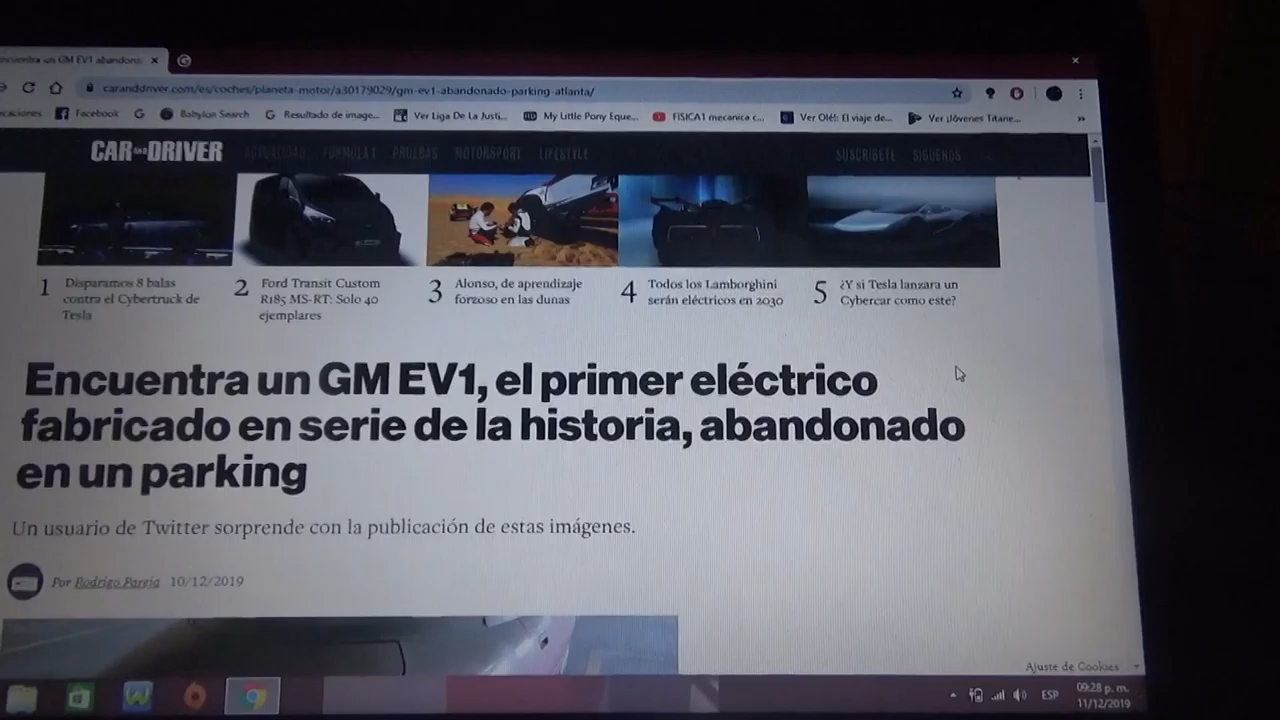 encuentra un GM EV1 abandona
caranddriver.com/es/coches/planeta-motor/a30179029/gm-ev1-abandonado-parking-atlanta/
Facebook
Babylon Search
Resultado de image...
Ver Liga De La Justi...
My Little Pony Eque...
FISICA1 mecanica c...
Ver Olé!: El viaje de...
Ver ¡Jóvenes Titane...
»
CAR AND DRIVER
FORMULA 1 PRUEBAS MOTORSPORT LIFESTYLE
SUSCRÍBETE SÍGUENOS
1 Disparamos 8 balas
contra el Cybertruck de
Tesla
2 Ford Transit Custom
R185 MS-RT: Solo 40
ejemplares
3 Alonso, de aprendizaje
forzoso en las dunas
4 Todos los Lamborghini
serán eléctricos en 2030
5 ¿Y si Tesla lanzara un
Cybercar como este?
Encuentra un GM EV1, el primer eléctrico
fabricado en serie de la historia, abandonado
en un parking
Un usuario de Twitter sorprende con la publicación de estas imágenes.
Por Rodrigo 10/12/2019
Ajuste de Cookies
ESP
09:28 p. m.
11/12/2019